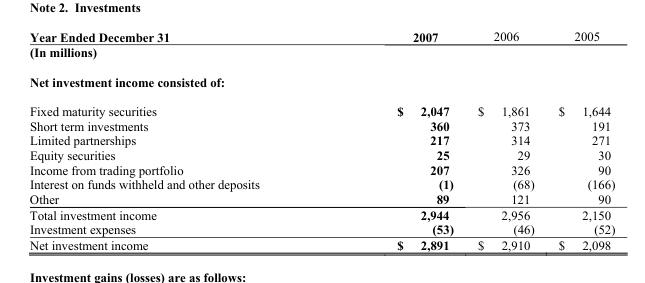 Note 2. Investments
Year Ended December 31 2007 2006 2005
(In millions)
Net investment income consisted of:
Fixed maturity securities $ 2,047 $ 1,861 $ 1,644
Short term investments 360 373 191
Limited partnerships 217 314 271
Equity securities 25 29 30
Income from trading portfolio 207 326 90
Interest on funds withheld and other deposits (1) (68) (166)
Other 89 121 90
Total investment income 2,944 2,956 2,150
Investment expenses (53) (46) (52)
Net investment income $ 2,891 $ 2,910 $ 2,098
Investment gains (losses) are as follows: